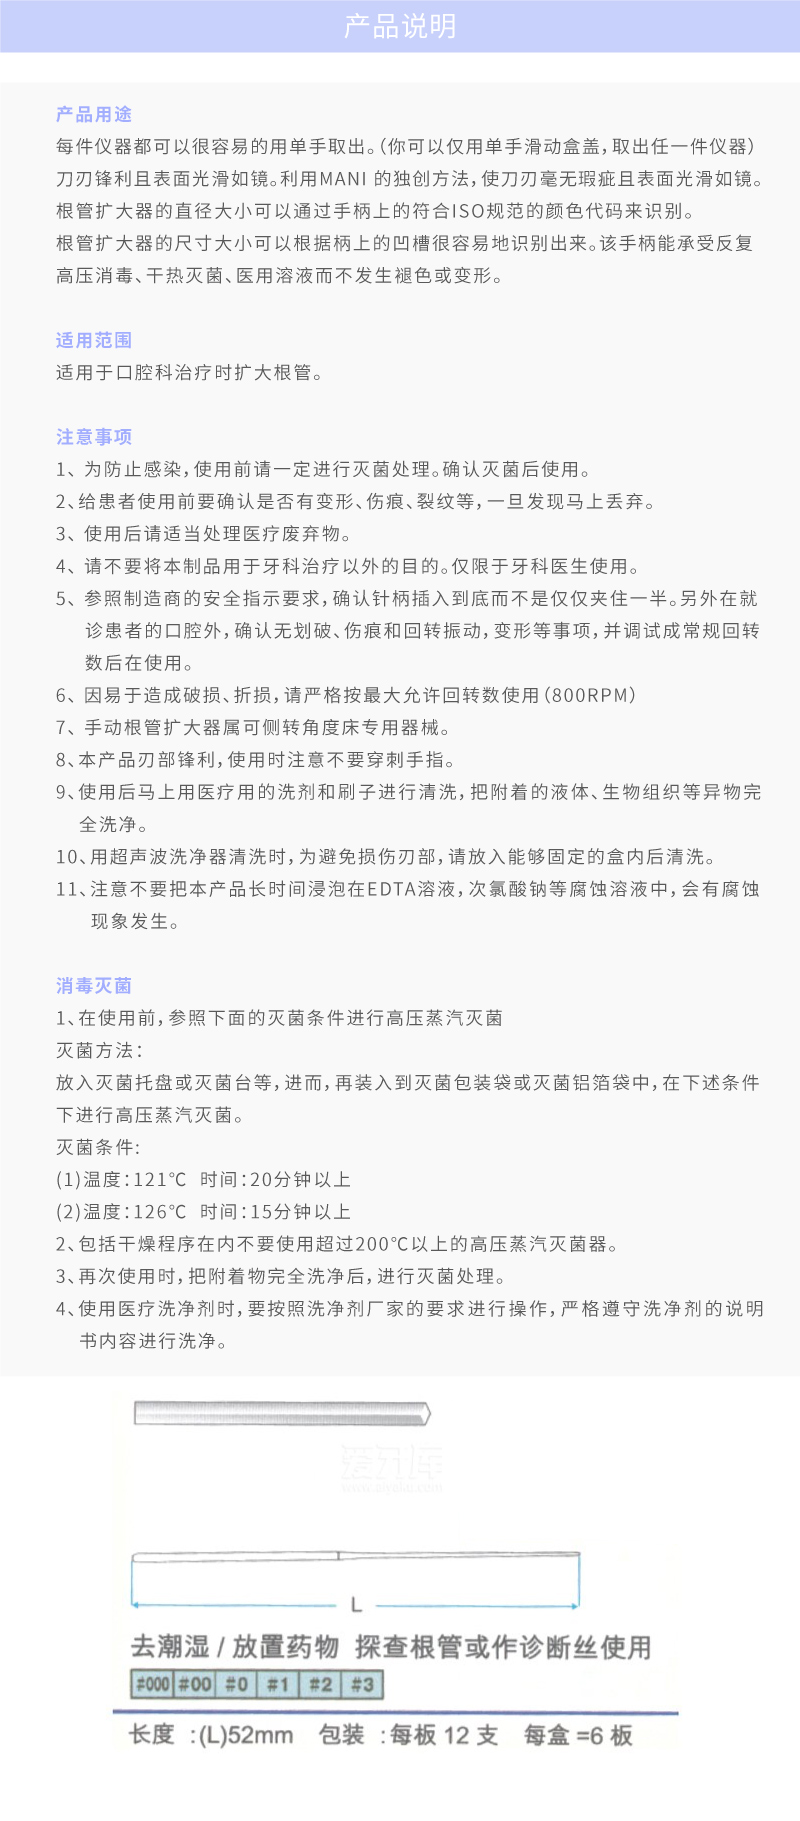 产品说明
产品用途
每件仪器都可以很容易的用单手取出。（你可以仅用单手滑动盒盖，取出任一件仪器）
刀刃锋利且表面光滑如镜。利用MANI 的独创方法，使刀刃毫无瑕疵且表面光滑如镜。
根管扩大器的直径大小可以通过手柄上的符合ISO规范的颜色代码来识别。
根管扩大器的尺寸大小可以根据柄上的凹槽很容易地识别出来。该手柄能承受反复
高压消毒、干热灭菌、医用溶液而不发生褪色或变形。
适用范围
适用于口腔科治疗时扩大根管。
注意事项
1、 为防止感染，使用前请一定进行灭菌处理。确认灭菌后使用。
2、给患者使用前要确认是否有变形、伤痕、裂纹等，一旦发现马上丢弃。
3、 使用后请适当处理医疗废弃物。
4、 请不要将本制品用于牙科治疗以外的目的。仅限于牙科医生使用。
5、 参照制造商的安全指示要求，确认针柄插入到底而不是仅仅夹住一半。另外在就
诊患者的口腔外，确认无划破、伤痕和回转振动，变形等事项，并调试成常规回转
数后在使用。
6、 因易于造成破损、折损，请严格按最大允许回转数使用（800RPM）
7、 手动根管扩大器属可侧转角度床专用器械。
8、本产品刃部锋利，使用时注意不要穿刺手指。
9、使用后马上用医疗用的洗剂和刷子进行清洗，把附着的液体、生物组织等异物完
全洗净。
10、用超声波洗净器清洗时，为避免损伤刃部，请放入能够固定的盒内后清洗。
11、注意不要把本产品长时间浸泡在EDTA溶液，次氯酸钠等腐蚀溶液中，会有腐蚀
现象发生。
消毒灭菌
1、在使用前，参照下面的灭菌条件进行高压蒸汽灭菌
灭菌方法：
放入灭菌托盘或灭菌台等，进而，再装入到灭菌包装袋或灭菌铝箔袋中，在下述条件
下进行高压蒸汽灭菌。
灭菌条件：
(1)温度：121℃ 时间：20分钟以上
(2)温度：126℃ 时间：15分钟以上
2、包括干燥程序在内不要使用超过200℃以上的高压蒸汽灭菌器。
3、再次使用时，把附着物完全洗净后，进行灭菌处理。
4、使用医疗洗净剂时，要按照洗净剂厂家的要求进行操作，严格遵守洗净剂的说明
书内容进行洗净。
L
去潮湿 / 放置药物 探查根管或作诊断丝使用
#000 #00 #0 #1 #2 #3
长度 :(L)52mm 包装 :每板 12 支 每盒 =6 板